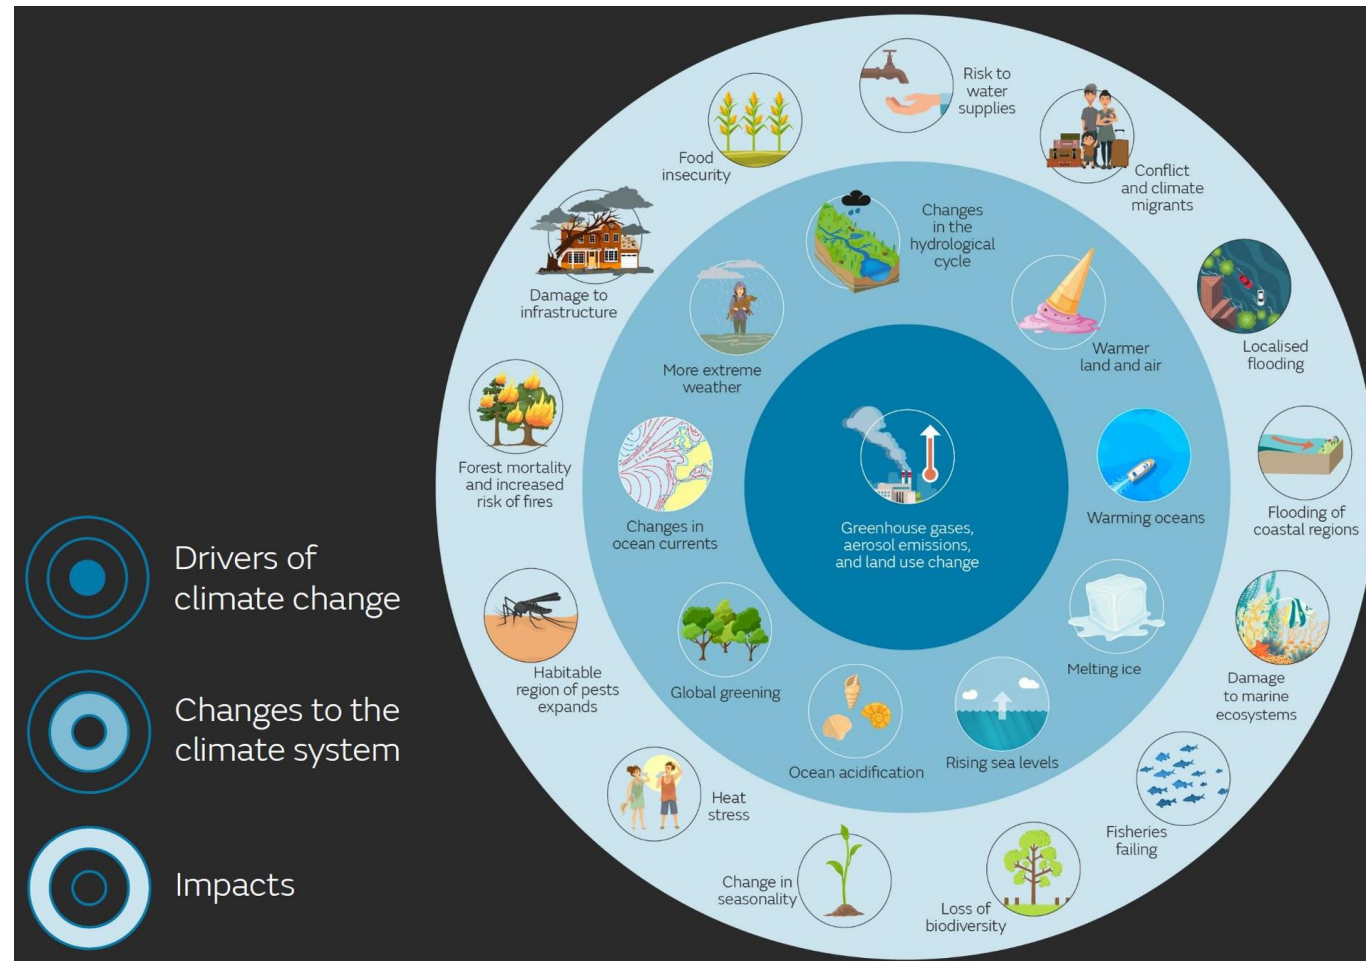 Risk to
water
supplies
Food
insecurity
Conflict
and climate
migrants
Changes
in the
hydrological
cycle
Damage to
infrastructure
Localised
flooding
More extreme
weather
Warmer
land and air
Forest mortality
and increased
risk of fires
Changes in
ocean currents
Greenhouse gases,
aerosol emissions,
and land use change
Warming oceans
Flooding of
coastal regions
Habitable
region of pests
expands
Global greening
Melting ice
Damage
to marine
ecosystems
Ocean acidification
Rising sea levels
Heat
stress
Fisheries
failing
Change in
seasonality
Loss of
biodiversity
Drivers of
climate change
Changes to the
climate system
Impacts